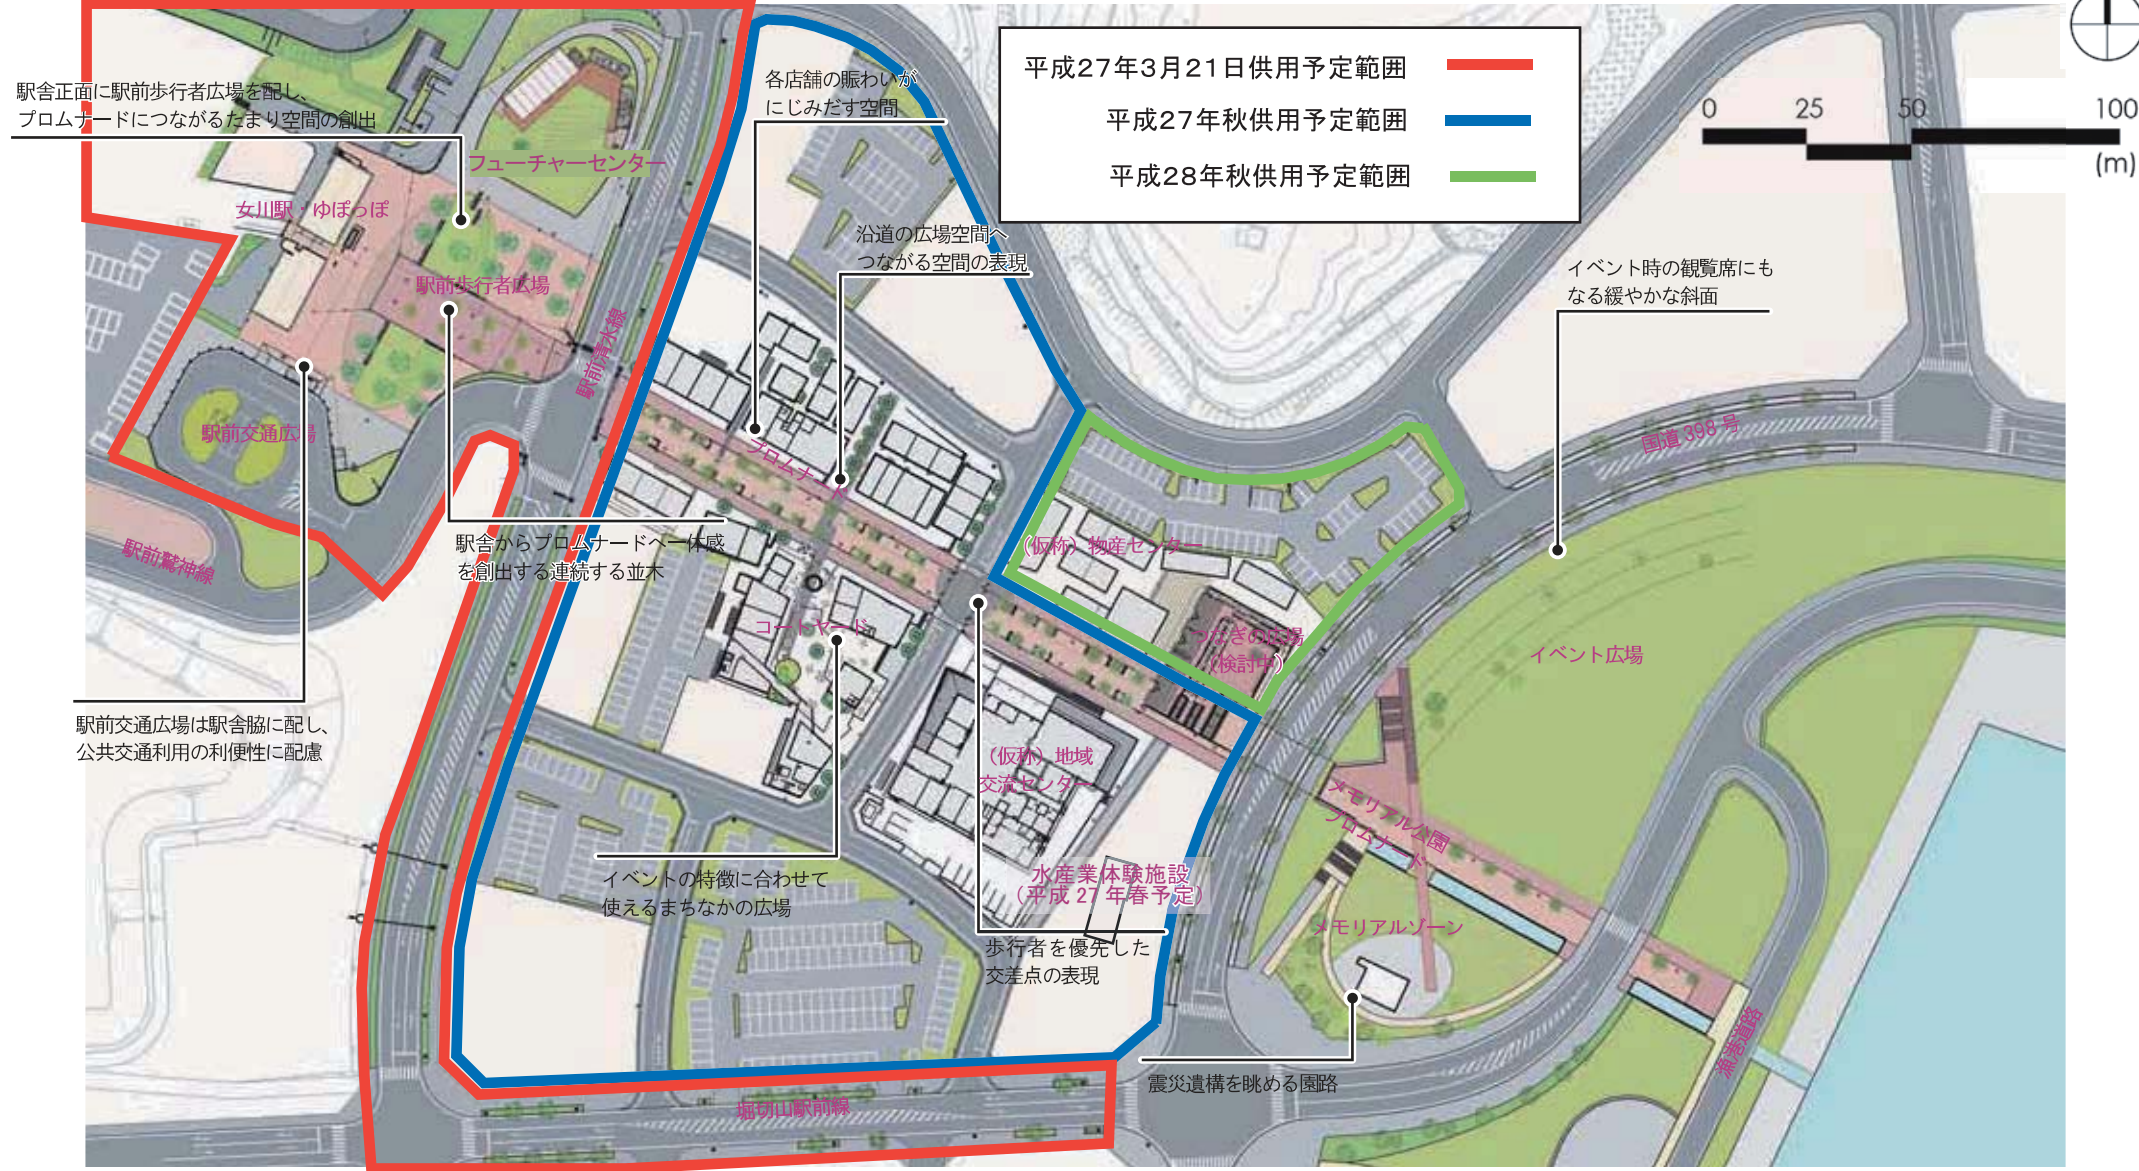 平成27年3月21日供用予定範囲
平成27年秋供用予定範囲
平成28年秋供用予定範囲
0 25 50 100
(m)
駅舎正面に駅前歩行者広場を配し、
プロムナードにつながるたまり空間の創出
各店舗の賑わいが
にじみだす空間
フューチャーセンター
女川駅・ゆぽっぽ
沿道の広場空間へ
つながる空間の表現
イベント時の観覧席にも
なる緩やかな斜面
駅前歩行者広場
駅前清水線
駅前交通広場
プロムナード
国道398号
駅舎からプロムナードへ一体感
を創出する連続する並木
駅前鷲神線
（仮称）物産センター
コートヤード
つなぎの広場
（検討中）
イベント広場
駅前交通広場は駅舎脇に配し、
公共交通利用の利便性に配慮
（仮称）地域
交流センター
メモリアル公園
プロムナード
イベントの特徴に合わせて
使えるまちなかの広場
水産業体験施設
（平成27年春予定）
メモリアルゾーン
歩行者を優先した
交差点の表現
漁港道路
震災遺構を眺める園路
堀切山駅前線